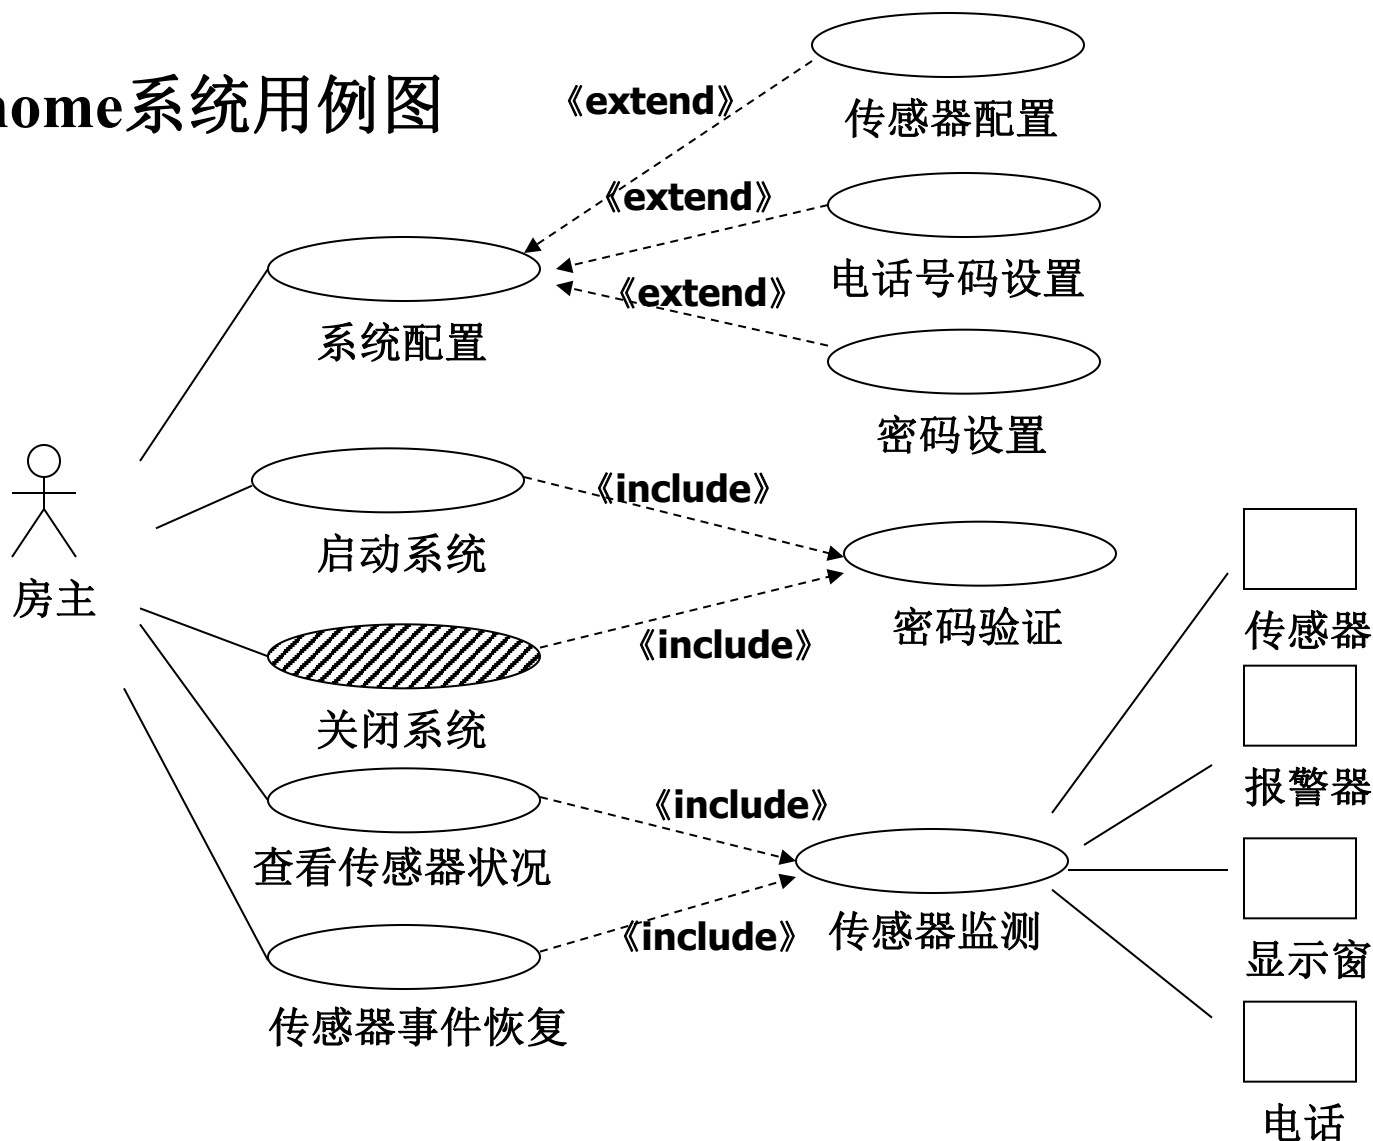 home系统用例图
《extend》
传感器配置
《extend》
电话号码设置
《extend》
系统配置
密码设置
《include》
启动系统
房主
密码验证
《include》
传感器
关闭系统
报警器
《include》
查看传感器状况
《include》
传感器监测
显示窗
传感器事件恢复
电话